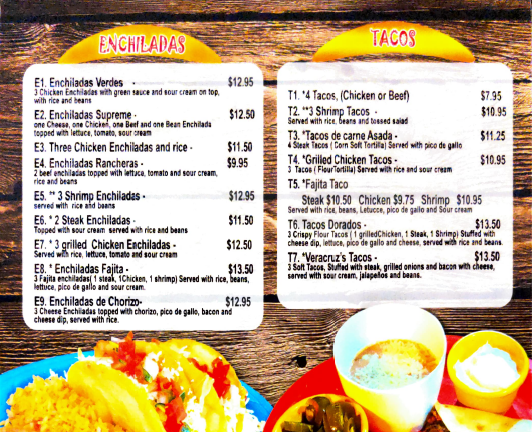 ENCHILADAS
E1. Enchiladas Verdes - $12.95
3 Chicken Enchiladas with green sauce and sour cream on top,
with rice and beans
E2. Enchiladas Supreme - $12.50
one Cheese, one Chicken, one Beef and one Bean Enchilada
topped with lettuce, tomato, sour cream
E3. Three Chicken Enchiladas and rice - $11.50
E4. Enchiladas Rancheras - $9.95
2 beef enchiladas topped with lettuce, tomato and sour cream,
rice and beans
E5. ** 3 Shrimp Enchiladas - $12.95
served with rice and beans
E6. * 2 Steak Enchiladas - $11.50
Topped with sour cream served with rice and beans
E7. * 3 grilled Chicken Enchiladas - $12.50
Served with rice, lettuce, tomato and sour cream
E8. * Enchiladas Fajita - $13.50
3 Fajita enchiladas( 1 steak, 1Chicken, 1 shrimp) Served with rice, beans,
lettuce, pico de gallo and sour cream.
E9. Enchiladas de Chorizo- $12.95
3 Cheese Enchiladas topped with chorizo, pico de gallo, bacon and
cheese dip, served with rice.
TACOS
T1. *4 Tacos, (Chicken or Beef) $7.95
T2. **3 Shrimp Tacos - $10.95
Served with rice, beans and tossed salad
T3. *Tacos de carne Asada - $11.25
4 Steak Tacos ( Corn Soft Tortilla) Served with pico de gallo
T4. *Grilled Chicken Tacos - $10.95
3 Tacos (FlourTortilla) Served with rice and sour cream
T5. *Fajita Taco
Steak $10.50 Chicken $9.75 Shrimp $10.95
Served with rice, beans, Letucce, pico de gallo and Sour cream
T6. Tacos Dorados - $13.50
3 Crispy Flour Tacos ( 1 grilledChicken, 1 Steak, 1 Shrimp) Stuffed with
cheese dip, lettuce, pico de gallo and cheese, served with rice and beans.
T7. *Veracruz's Tacos - $13.50
3 Soft Tacos, Stuffed with steak, grilled onions and bacon with cheese,
served with sour cream, jalapeños and beans.